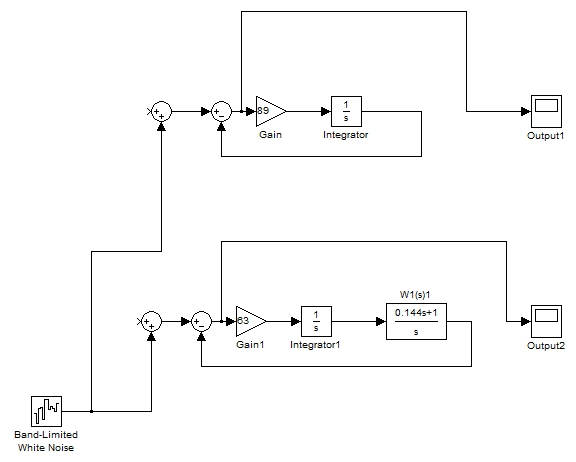 89
1
s
Gain
Integrator
Output1
W1(s)1
63
1
s
0.144s+1
s
Gain1
Integrator1
Output2
Band-Limited
White Noise